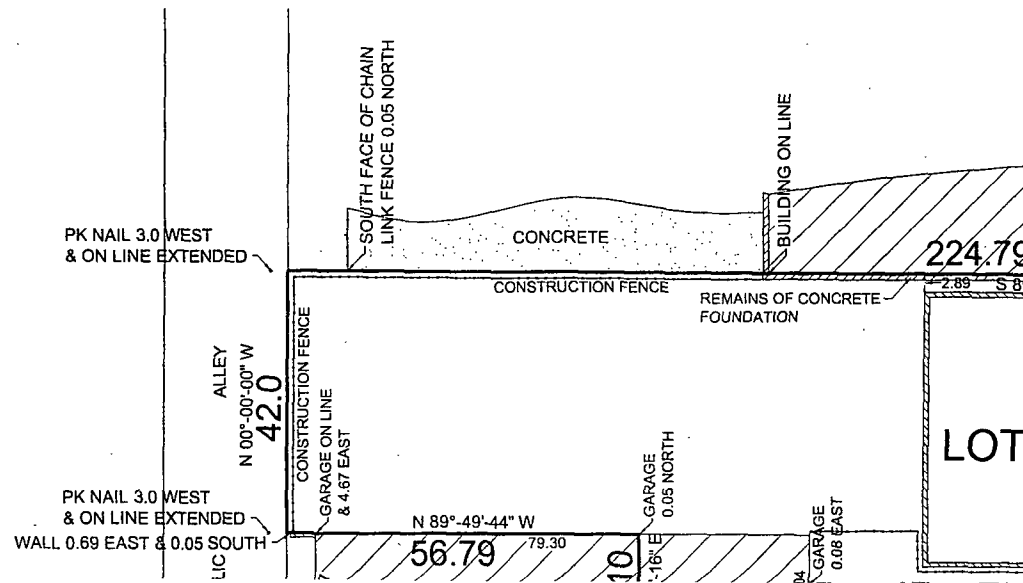 SOUTH FACE OF CHAIN
LINK FENCE 0.05 NORTH
BUILDING ON LINE
PK NAIL 3.0 WEST
& ON LINE EXTENDED
CONCRETE
224.79
CONSTRUCTION FENCE
2.89
REMAINS OF CONCRETE
FOUNDATION
ALLEY
N 00°-00'-00" W
42.0
CONSTRUCTION FENCE
GARAGE ON LINE
& 4.67 EAST
GARAGE
0.05 NORTH
LOT
PK NAIL 3.0 WEST
& ON LINE EXTENDED
WALL 0.69 EAST & 0.05 SOUTH
N 89°-49'-44" W
56.79
79.30
10
-16" E
GARAGE
0.08 EAST
04
LIC